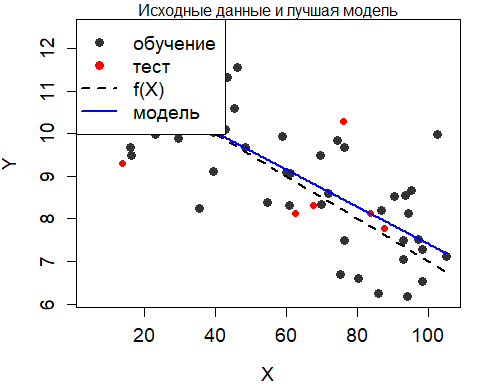 Исходные данные и лучшая модель
обучение
тест
f(X)
модель
12
11
10
9
8
7
6
Y
20 40 60 80 100
X